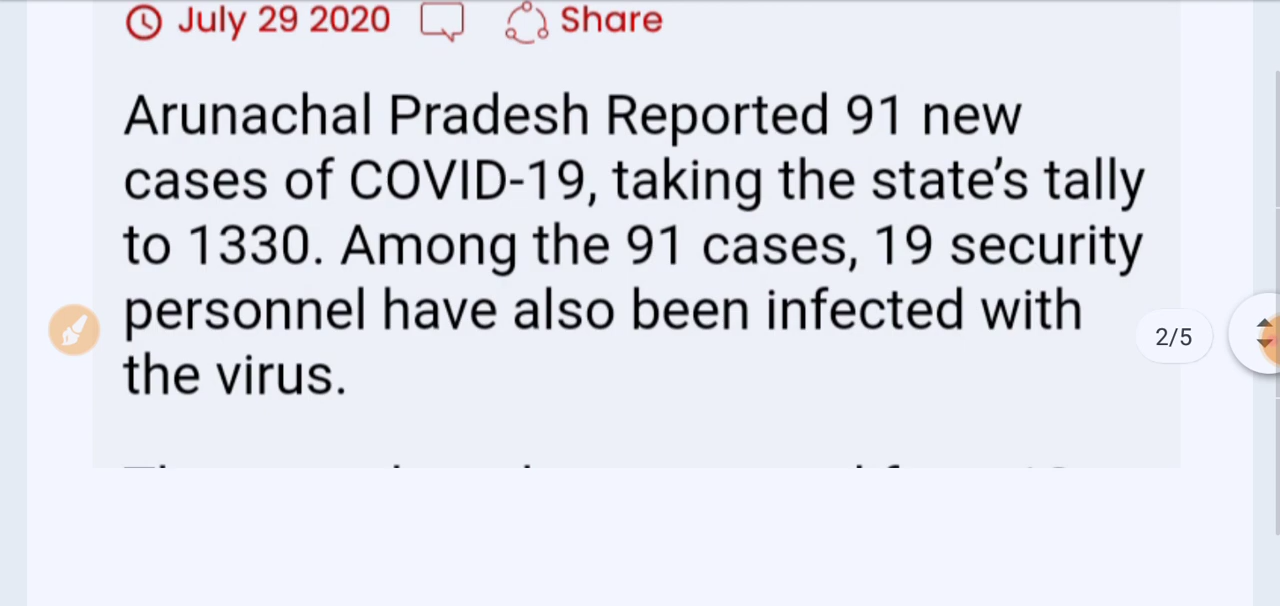 July 29 2020 Share
Arunachal Pradesh Reported 91 new
cases of COVID-19, taking the state’s tally
to 1330. Among the 91 cases, 19 security
personnel have also been infected with
the virus.
2/5